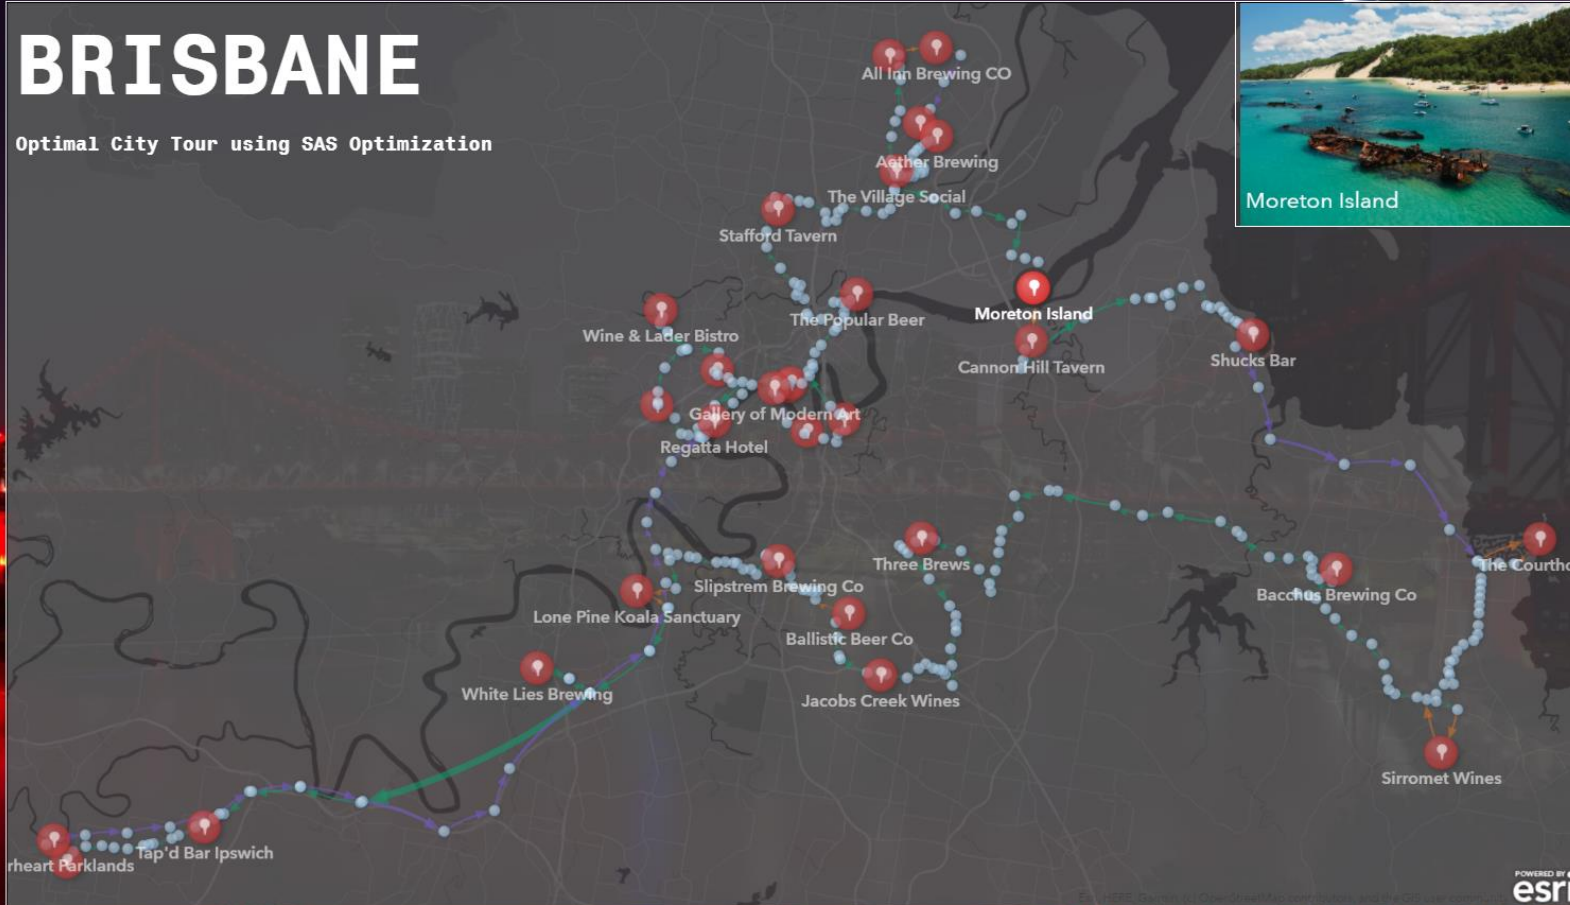 BRISBANE
Optimal City Tour using SAS Optimization
All Inn Brewing CO
Aether Brewing
The Village Social
Moreton Island
Stafford Tavern
Moreton Island
The Popular Beer
Wine & Lader Bistro
Cannon Hill Tavern
Shucks Bar
Gallery of Modern Art
Regatta Hotel
Three Brews
The Courtho
Slipstrem Brewing Co
Bacchus Brewing Co
Lone Pine Koala Sanctuary
Ballistic Beer Co
White Lies Brewing
Jacobs Creek Wines
Sirromet Wines
Tap'd Bar Ipswich
rheart Parklands
POWERED BY
esri